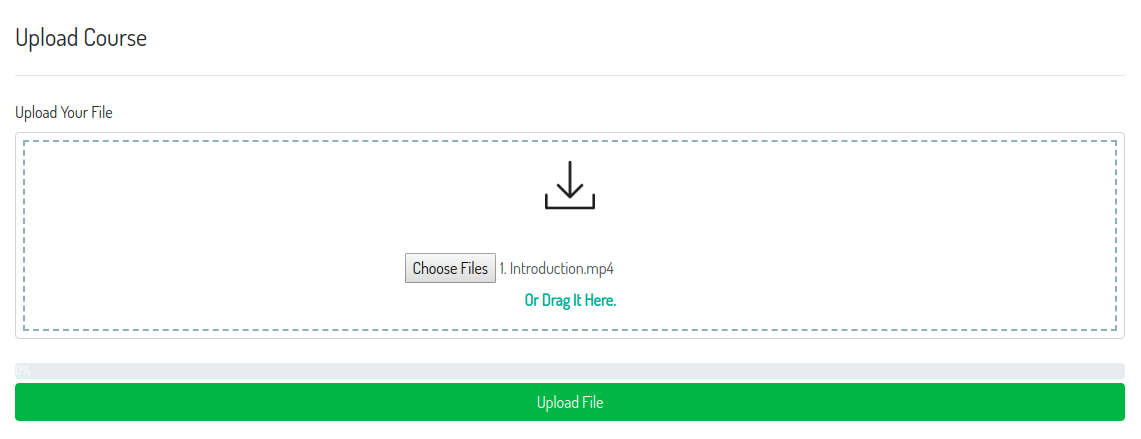 Upload Course
Upload Your File
Choose Files 1. Introduction.mp4
Or Drag It Here.
0%
Upload File